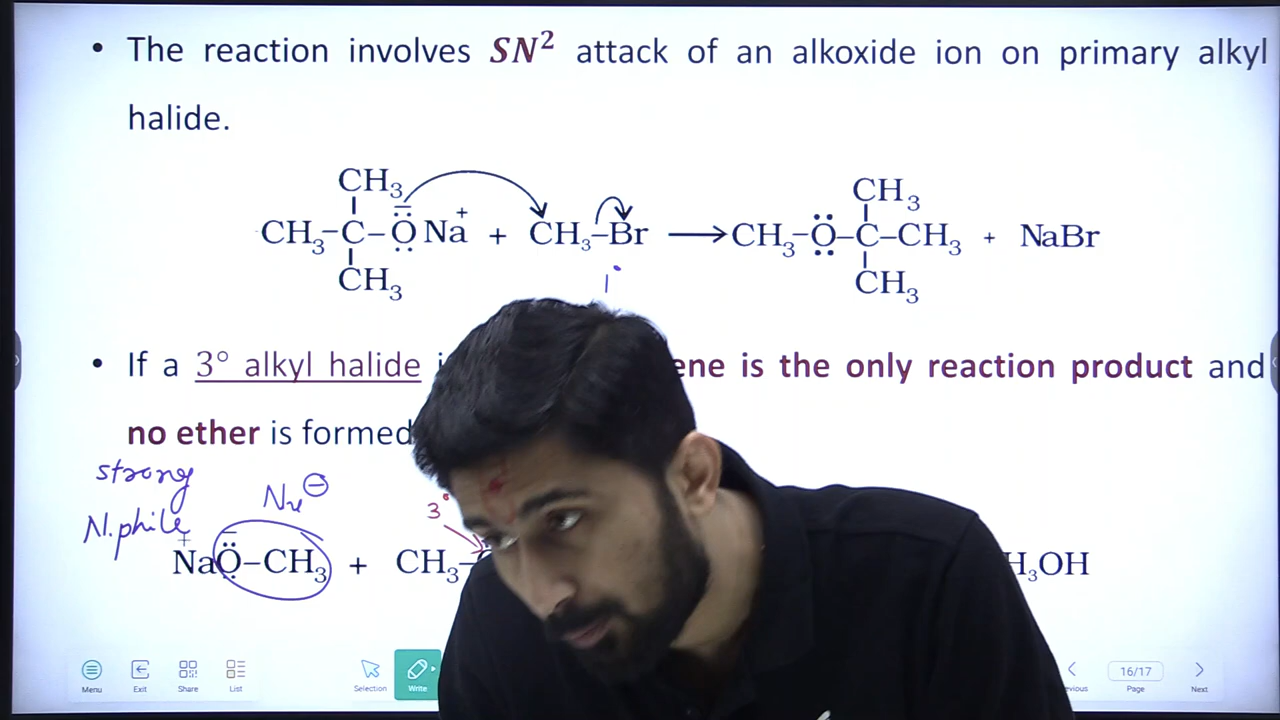 • The reaction involves SN² attack of an alkoxide ion on primary alkyl
halide.
CH₃
CH₃–C–ŌNa⁺ + CH₃–Br ⟶ CH₃–O–C–CH₃ + NaBr
CH₃
CH₃
CH₃
1°
• If a 3° alkyl halide is the only reaction product and
no ether is formed
strong
N.phile
Nu⊖
3°
Na⁺Ō–CH₃ + CH₃– H₃OH
Menu
Exit
Share
List
Selection
Write
16/17
Page
Next